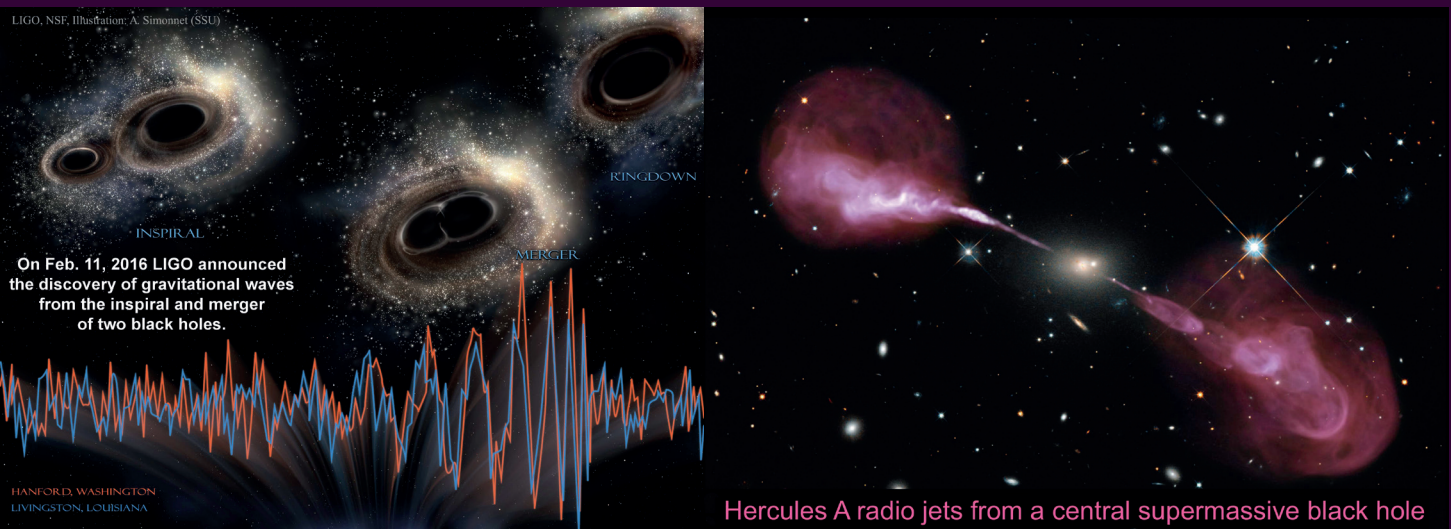 LIGO, NSF, Illustration: A. Simonnet (SSU)
RINGDOWN
INSPIRAL
MERGER
On Feb. 11, 2016 LIGO announced
the discovery of gravitational waves
from the inspiral and merger
of two black holes.
HANFORD, WASHINGTON
LIVINGSTON, LOUISIANA
Hercules A radio jets from a central supermassive black hole